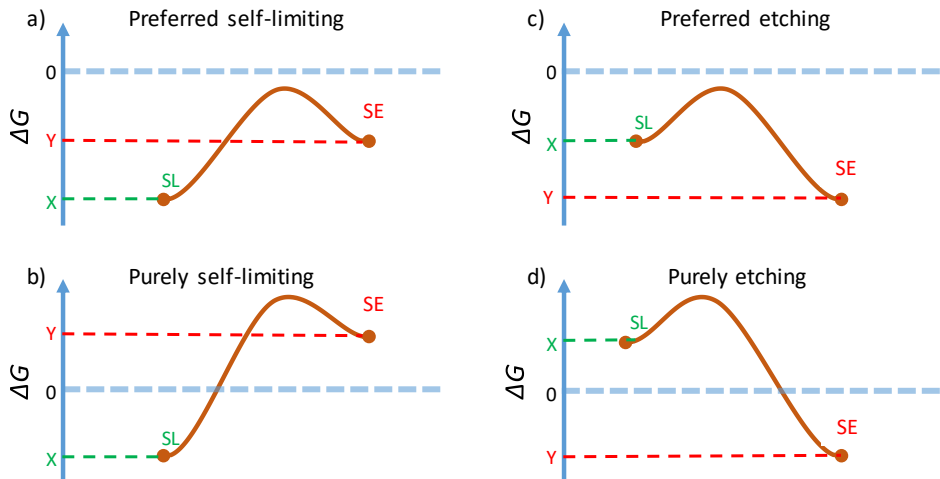 a) Preferred self-limiting
0
SE
Y
ΔG
SL
X
c) Preferred etching
0
SL
X
ΔG
SE
Y
b) Purely self-limiting
Y
SE
0
ΔG
SL
X
d) Purely etching
SL
X
0
ΔG
SE
Y